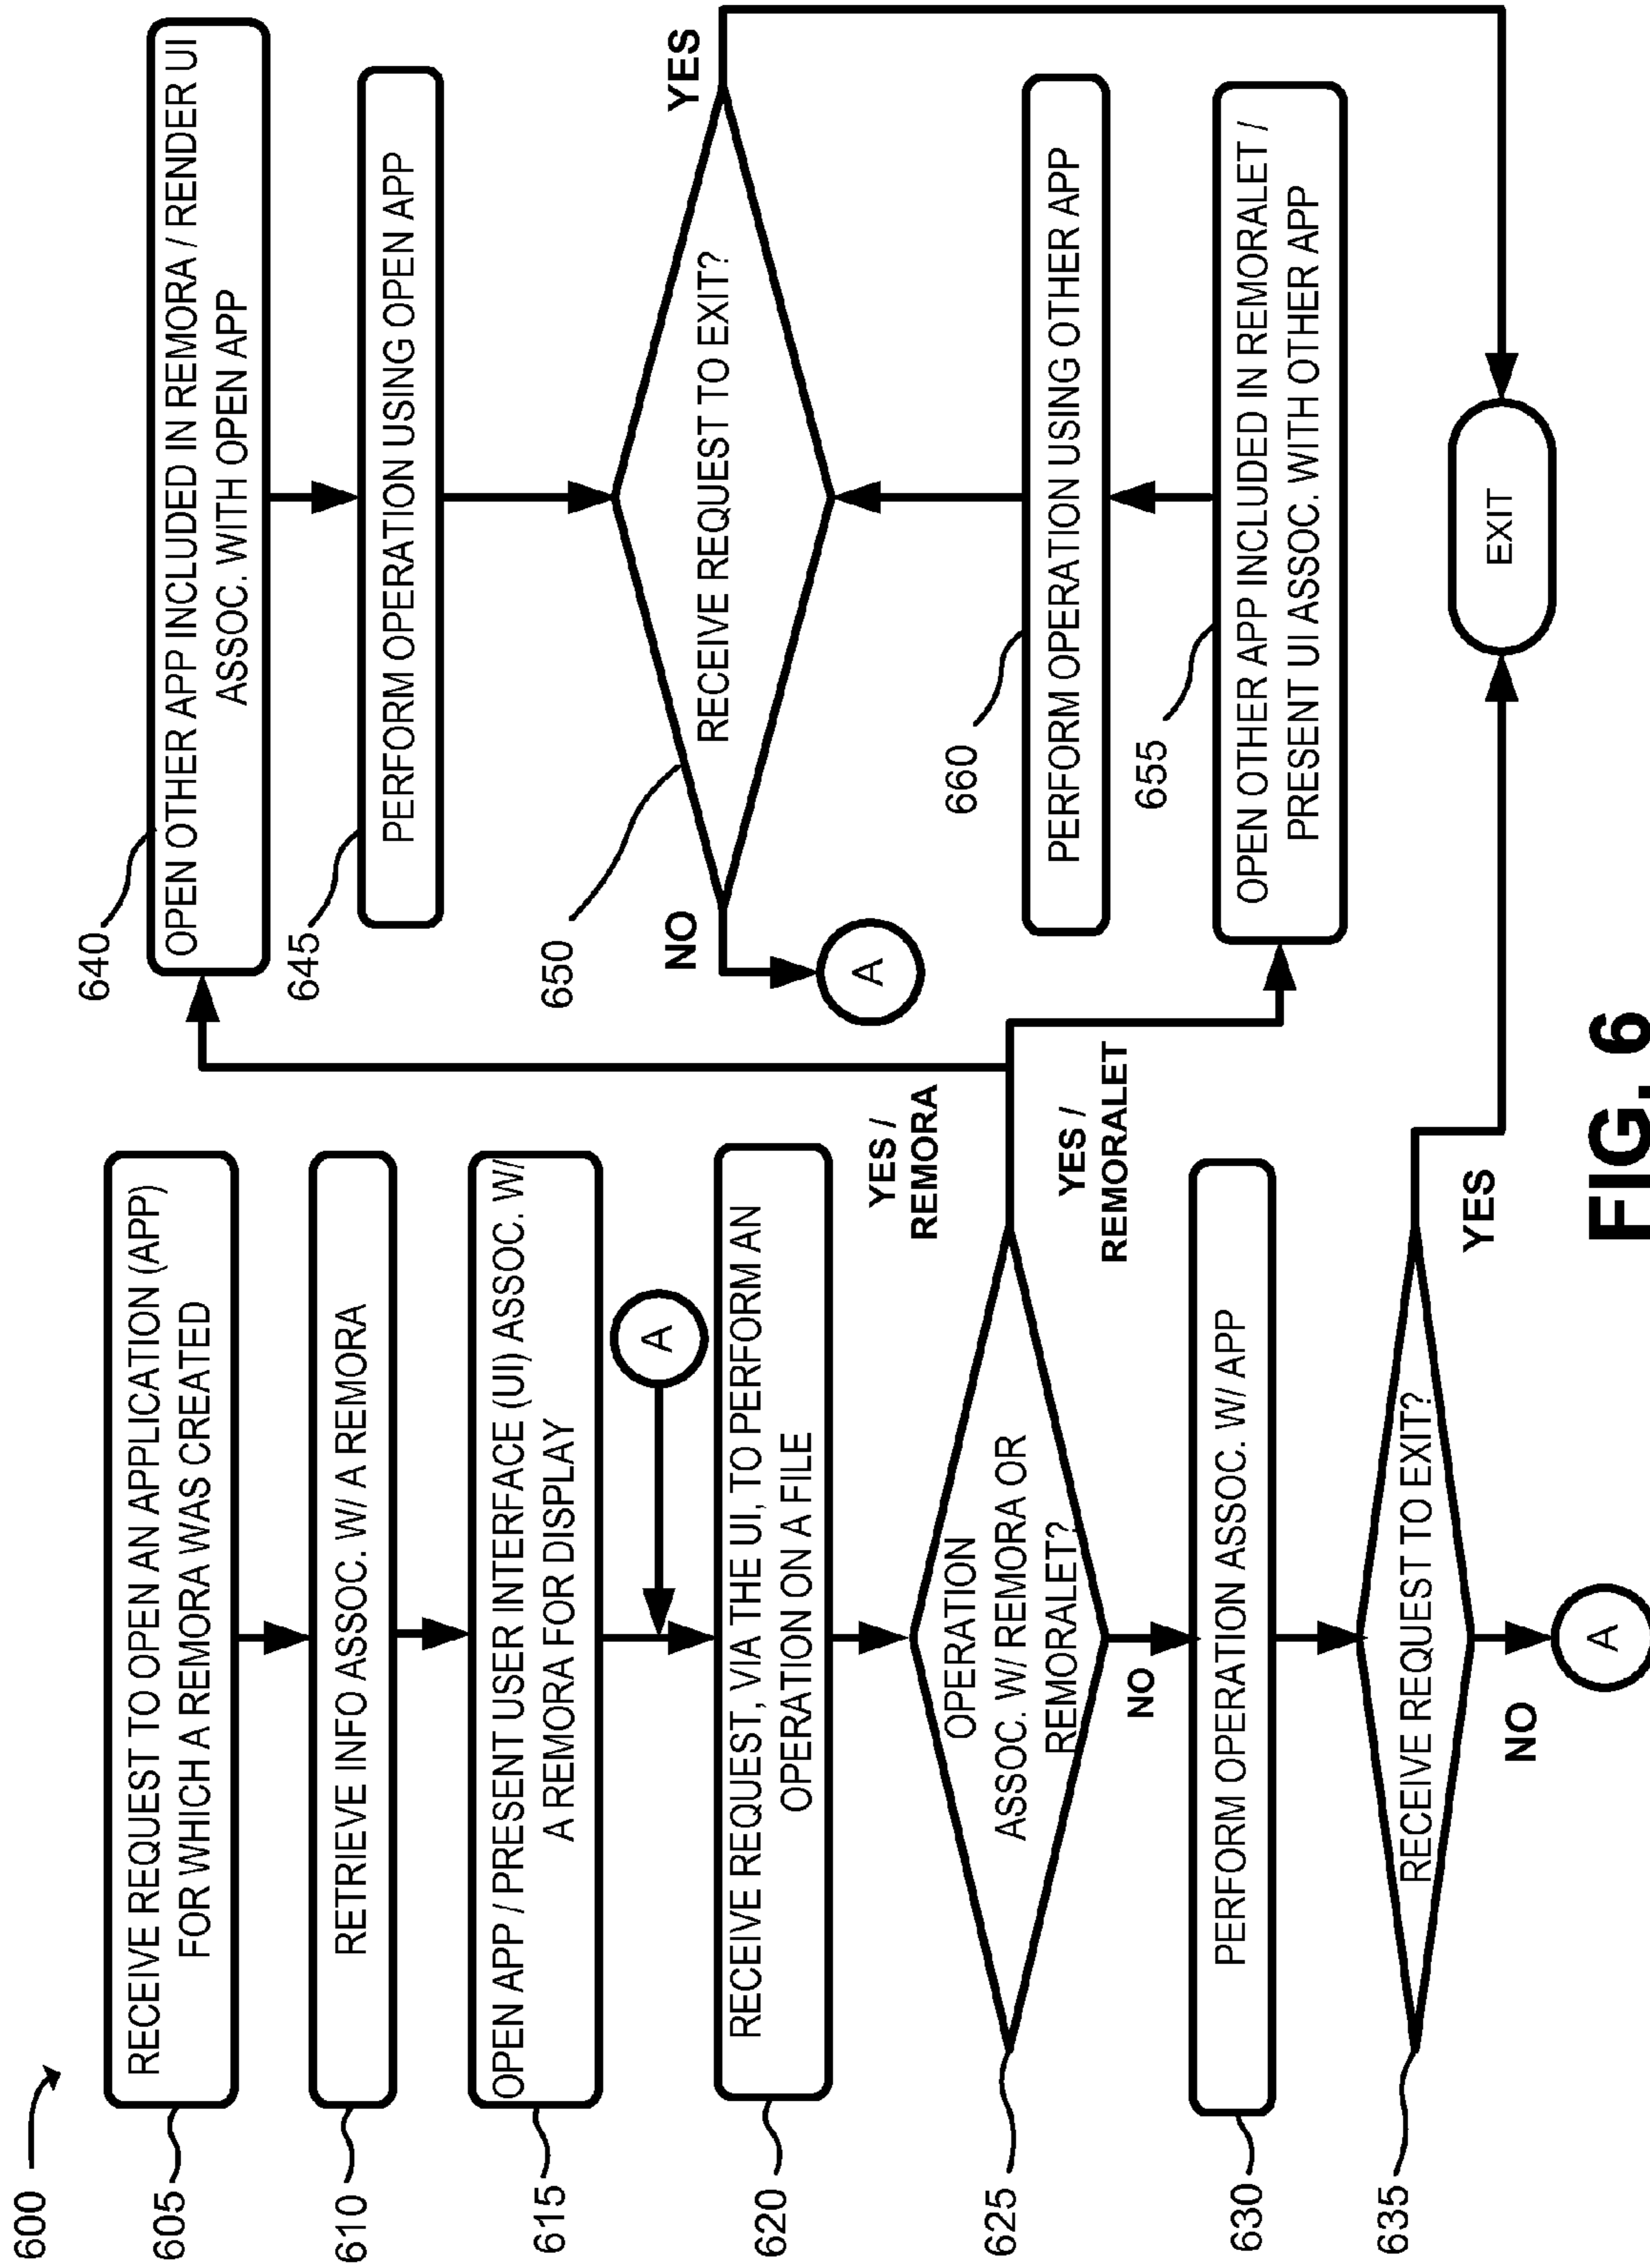 600
605
RECEIVE REQUEST TO OPEN AN APPLICATION (APP)
FOR WHICH A REMORA WAS CREATED
610
RETRIEVE INFO ASSOC. W/ A REMORA
615
OPEN APP / PRESENT USER INTERFACE (UI) ASSOC. W/
A REMORA FOR DISPLAY
A
620
RECEIVE REQUEST, VIA THE UI, TO PERFORM AN
OPERATION ON A FILE
625
OPERATION
ASSOC. W/ REMORA OR
REMORALET?
YES /
REMORA
YES /
REMORALET
NO
630
PERFORM OPERATION ASSOC. W/ APP
635
RECEIVE REQUEST TO EXIT?
YES
NO
A
640
OPEN OTHER APP INCLUDED IN REMORA / RENDER UI
ASSOC. WITH OPEN APP
645
PERFORM OPERATION USING OPEN APP
650
RECEIVE REQUEST TO EXIT?
YES
NO
A
660
PERFORM OPERATION USING OTHER APP
655
OPEN OTHER APP INCLUDED IN REMORALET /
PRESENT UI ASSOC. WITH OTHER APP
EXIT
FIG. 6